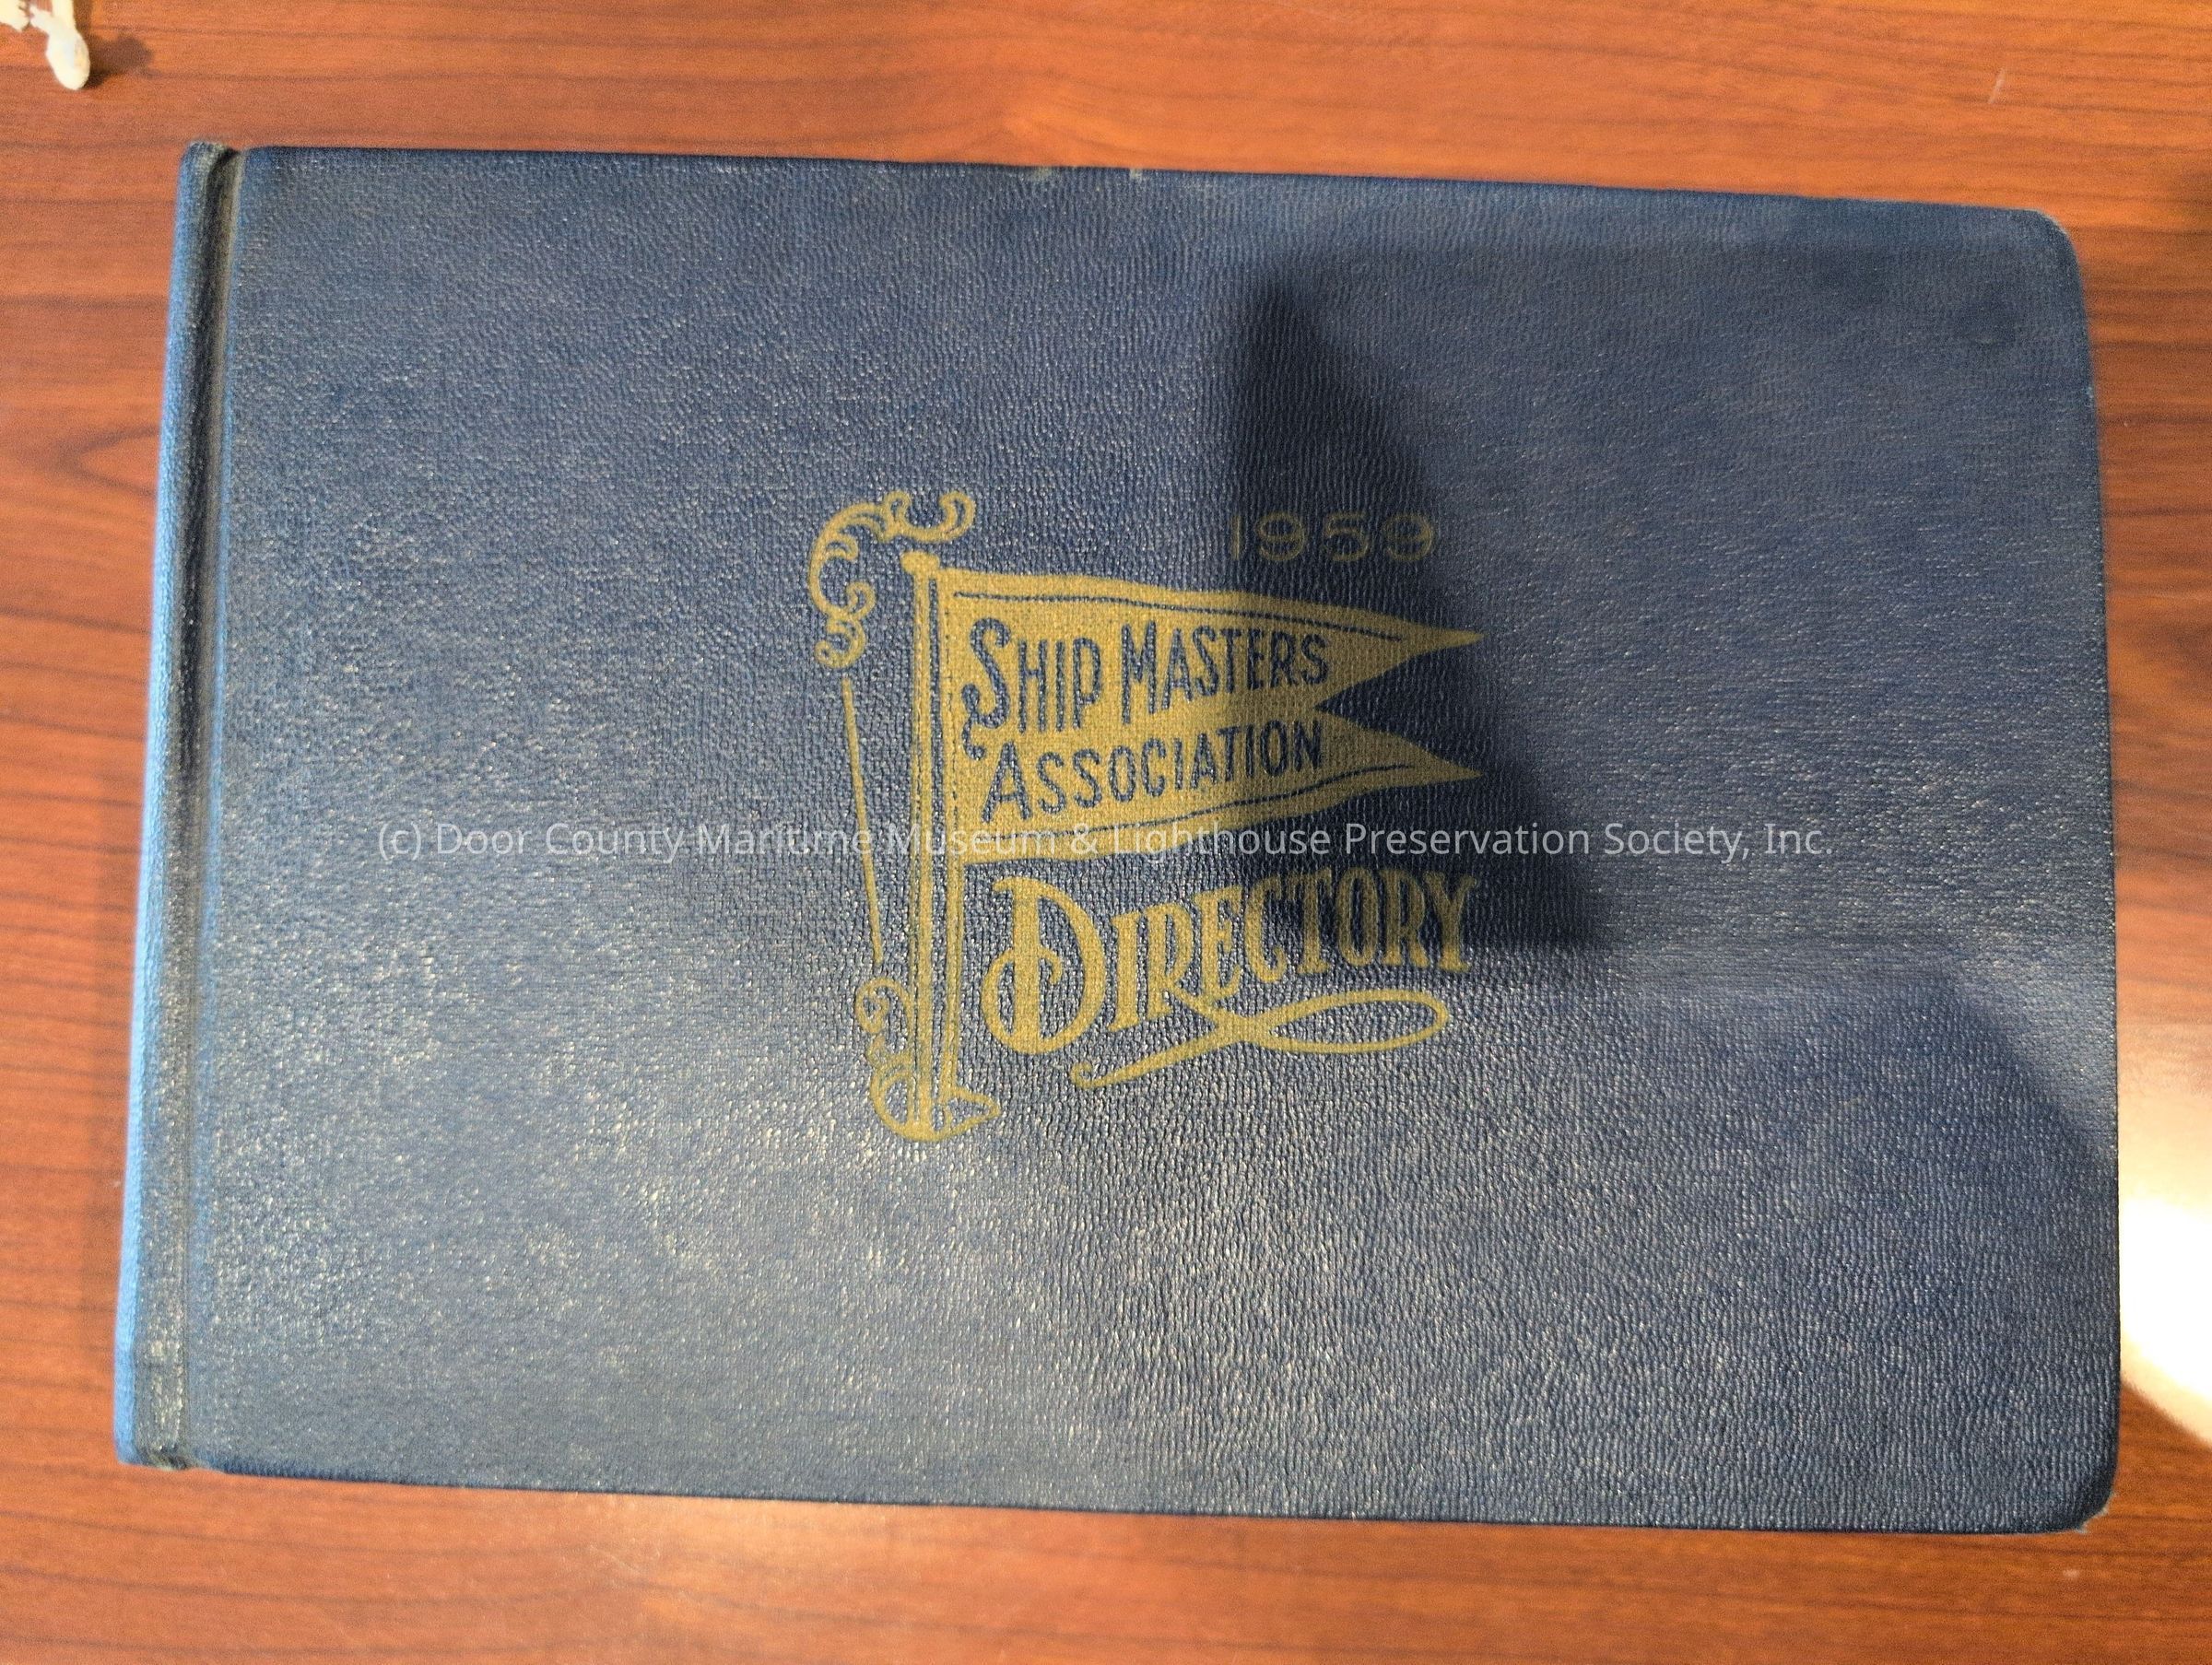 1959
SHIP MASTERS
ASSOCIATION
(c) Door County Maritime Museum & Lighthouse Preservation Society, Inc.
DIRECTORY